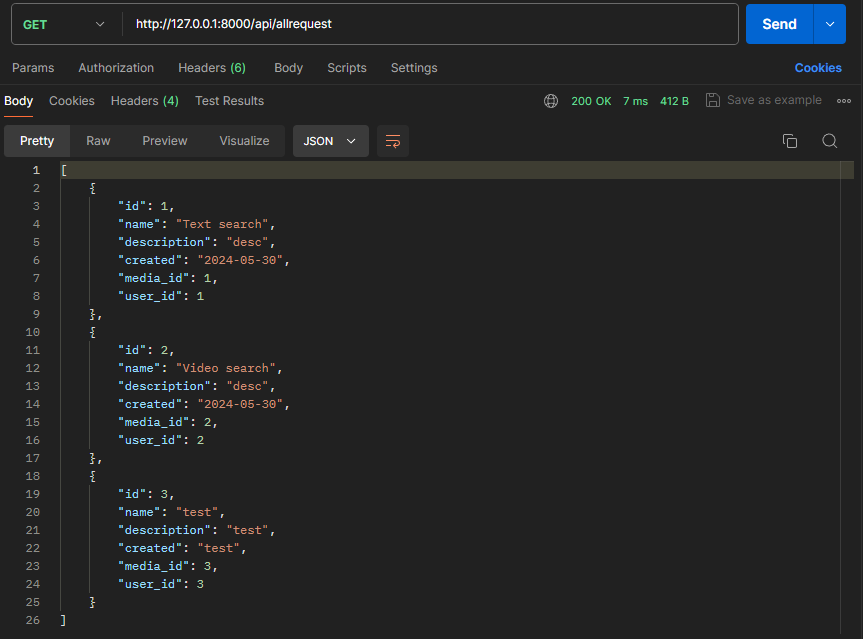 GET http://127.0.0.1:8000/api/allrequest Send
Params Authorization Headers (6) Body Scripts Settings Cookies
Body Cookies Headers (4) Test Results 200 OK 7 ms 412 B Save as example
Pretty Raw Preview Visualize JSON
1 [
2 {
3 "id": 1,
4 "name": "Text search",
5 "description": "desc",
6 "created": "2024-05-30",
7 "media_id": 1,
8 "user_id": 1
9 },
10 {
11 "id": 2,
12 "name": "Video search",
13 "description": "desc",
14 "created": "2024-05-30",
15 "media_id": 2,
16 "user_id": 2
17 },
18 {
19 "id": 3,
20 "name": "test",
21 "description": "test",
22 "created": "test",
23 "media_id": 3,
24 "user_id": 3
25 }
26 ]